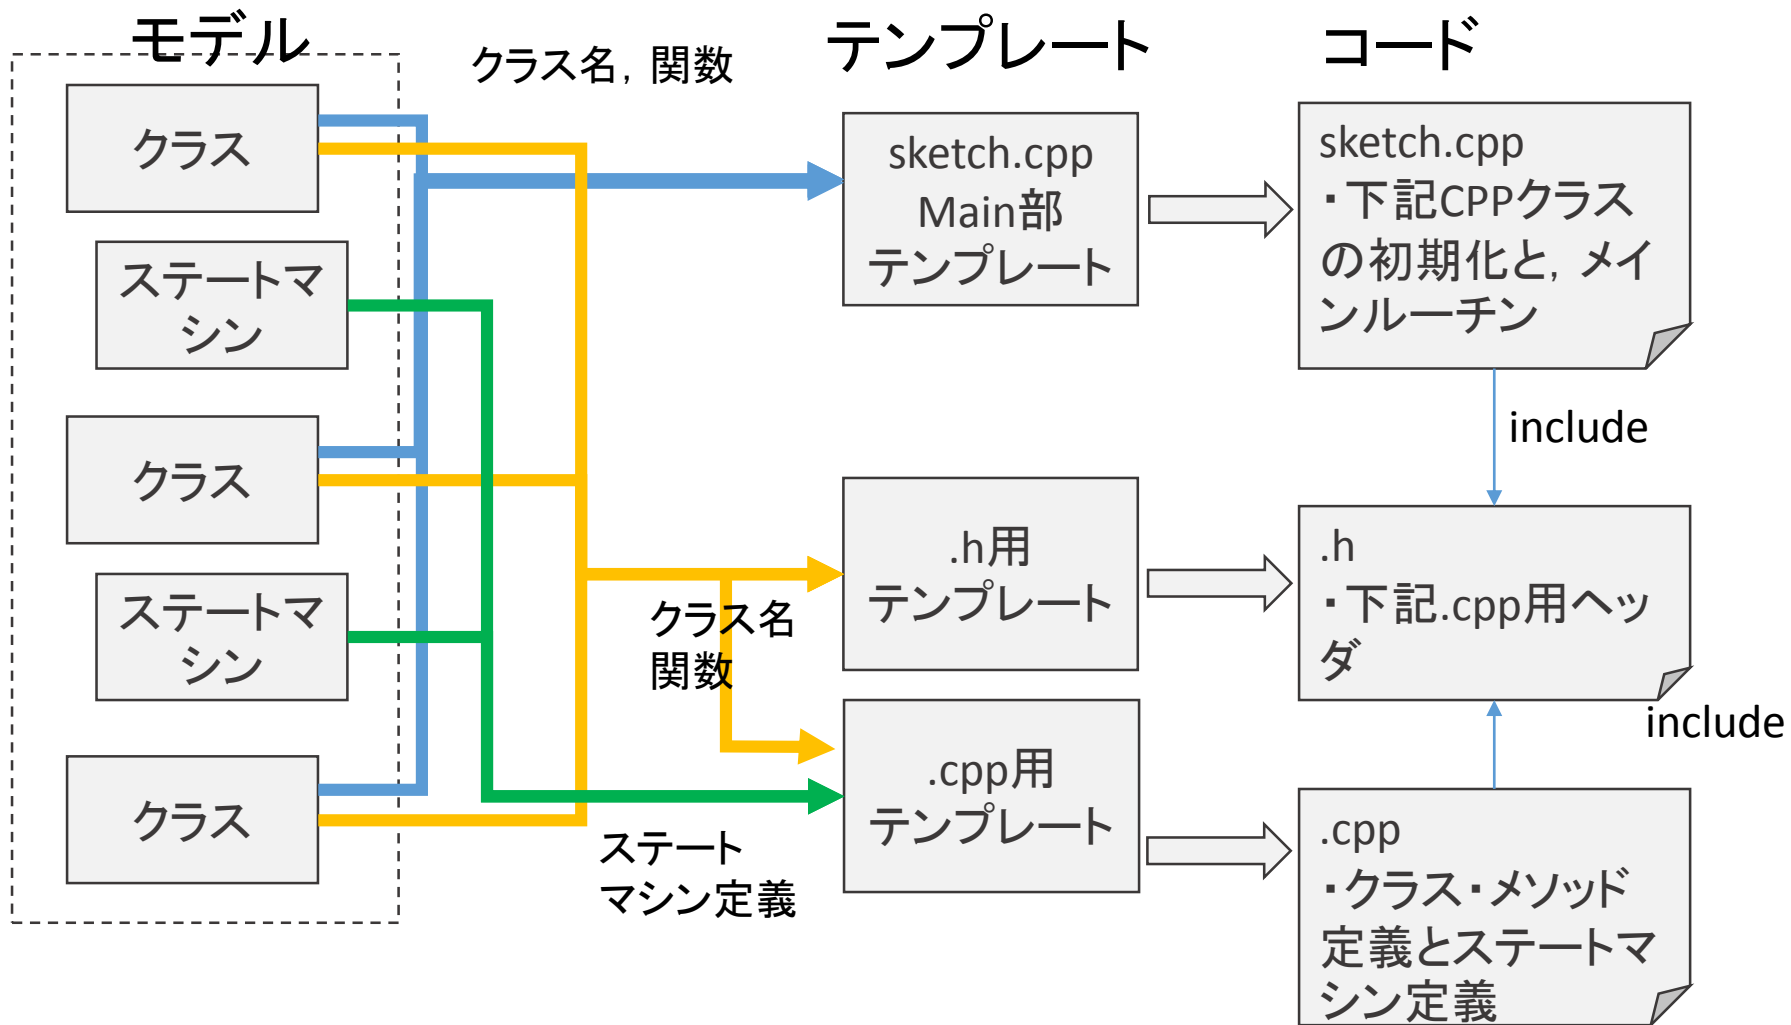 モデル
クラス
ステートマ
シン
クラス
ステートマ
シン
クラス
クラス名，関数
クラス名
関数
ステート
マシン定義
テンプレート
sketch.cpp
Main部
テンプレート
.h用
テンプレート
.cpp用
テンプレート
コード
sketch.cpp
・下記CPPクラス
の初期化と，メイ
ンルーチン
include
.h
・下記.cpp用ヘッ
ダ
include
.cpp
・クラス・メソッド
定義とステートマ
シン定義